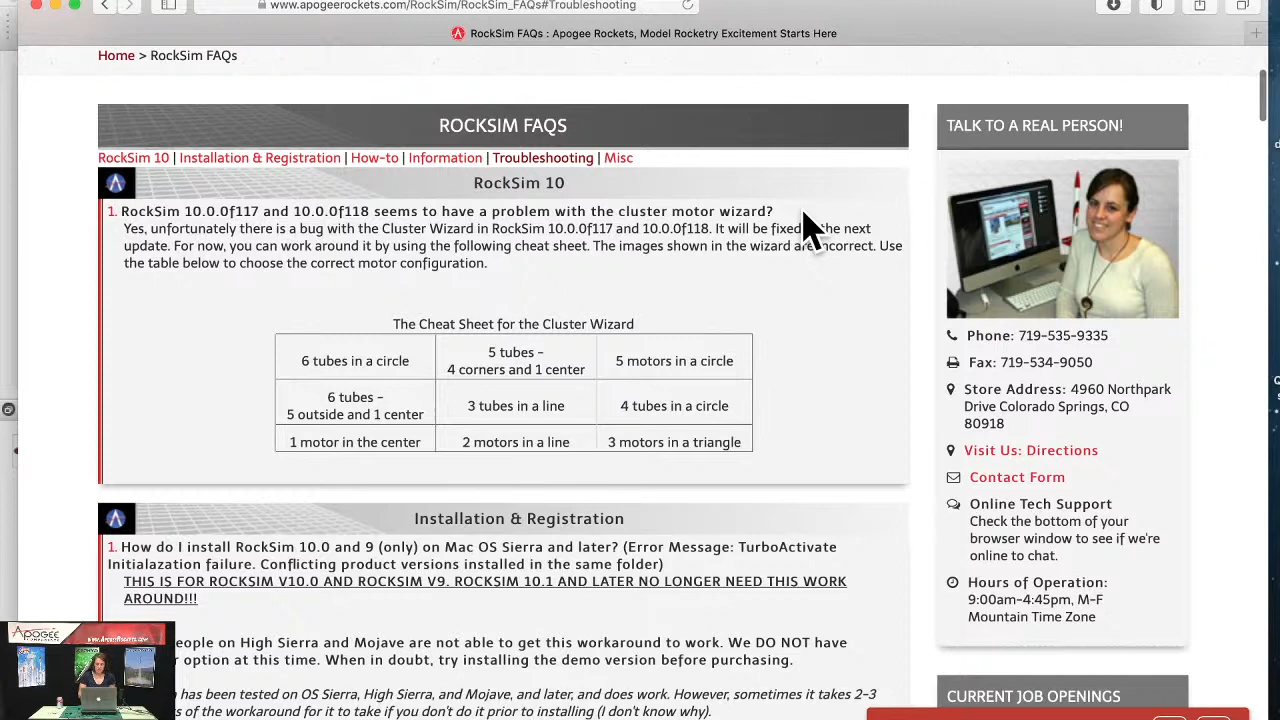 www.apogeerockets.com/RockSim/RockSim_FAQs#Troubleshooting
RockSim FAQs : Apogee Rockets, Model Rocketry Excitement Starts Here
Home > RockSim FAQs
ROCKSIM FAQS
RockSim 10 | Installation & Registration | How-to | Information | Troubleshooting | Misc
RockSim 10
1. RockSim 10.0.0f117 and 10.0.0f118 seems to have a problem with the cluster motor wizard?
Yes, unfortunately there is a bug with the Cluster Wizard in RockSim 10.0.0f117 and 10.0.0f118. It will be fixed the next
update. For now, you can work around it by using the following cheat sheet. The images shown in the wizard are incorrect. Use
the table below to choose the correct motor configuration.
The Cheat Sheet for the Cluster Wizard
6 tubes in a circle
5 tubes -
4 corners and 1 center
5 motors in a circle
6 tubes -
5 outside and 1 center
3 tubes in a line
4 tubes in a circle
1 motor in the center
2 motors in a line
3 motors in a triangle
Installation & Registration
1. How do I install RockSim 10.0 and 9 (only) on Mac OS Sierra and later? (Error Message: TurboActivate
Initialazation failure. Conflicting product versions installed in the same folder)
THIS IS FOR ROCKSIM V10.0 AND ROCKSIM V9. ROCKSIM 10.1 AND LATER NO LONGER NEED THIS WORK
AROUND!!!
eople on High Sierra and Mojave are not able to get this workaround to work. We DO NOT have
r option at this time. When in doubt, try installing the demo version before purchasing.
has been tested on OS Sierra, High Sierra, and Mojave, and later, and does work. However, sometimes it takes 2-3
s of the workaround for it to take if you don't do it prior to installing (I don't know why).
TALK TO A REAL PERSON!
Phone: 719-535-9335
Fax: 719-534-9050
Store Address: 4960 Northpark
Drive Colorado Springs, CO
80918
Visit Us: Directions
Contact Form
Online Tech Support
Check the bottom of your
browser window to see if we're
online to chat.
Hours of Operation:
9:00am-4:45pm, M-F
Mountain Time Zone
CURRENT JOB OPENINGS
APOGEE
www.ApogeeRockets.com